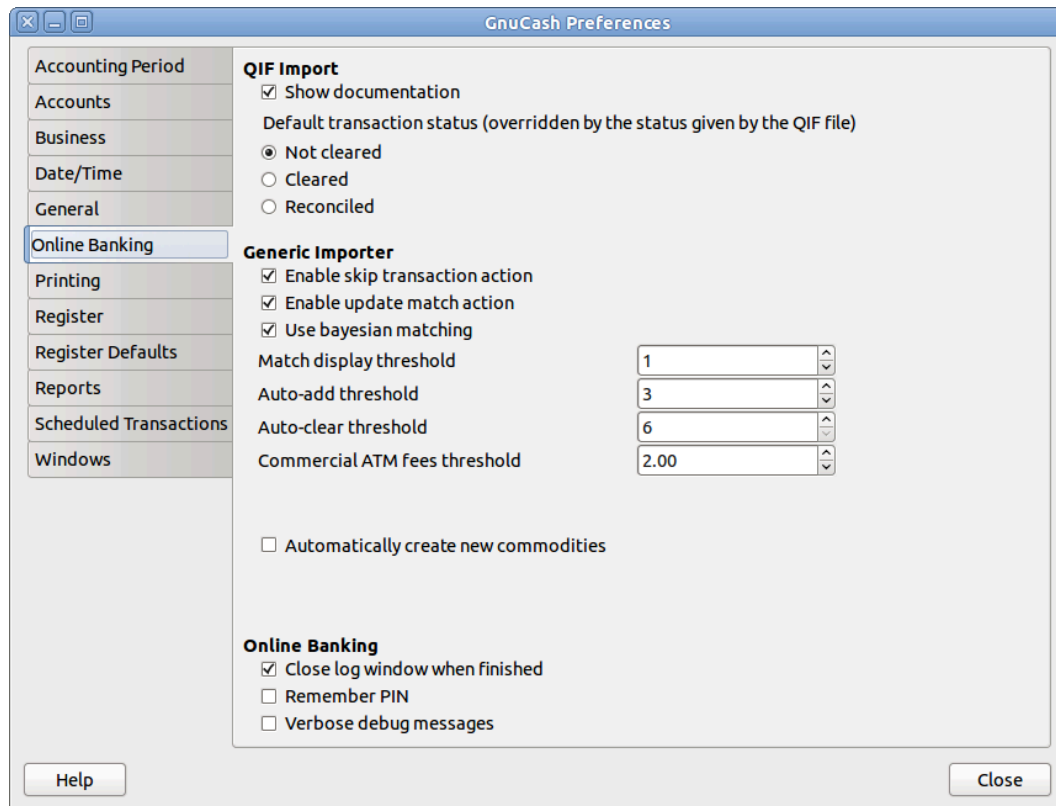 GnuCash Preferences
Accounting Period
Accounts
Business
Date/Time
General
Online Banking
Printing
Register
Register Defaults
Reports
Scheduled Transactions
Windows
QIF Import
Show documentation
Default transaction status (overridden by the status given by the QIF file)
Not cleared
Cleared
Reconciled
Generic Importer
Enable skip transaction action
Enable update match action
Use bayesian matching
Match display threshold 1
Auto-add threshold 3
Auto-clear threshold 6
Commercial ATM fees threshold 2.00
Automatically create new commodities
Online Banking
Close log window when finished
Remember PIN
Verbose debug messages
Help Close